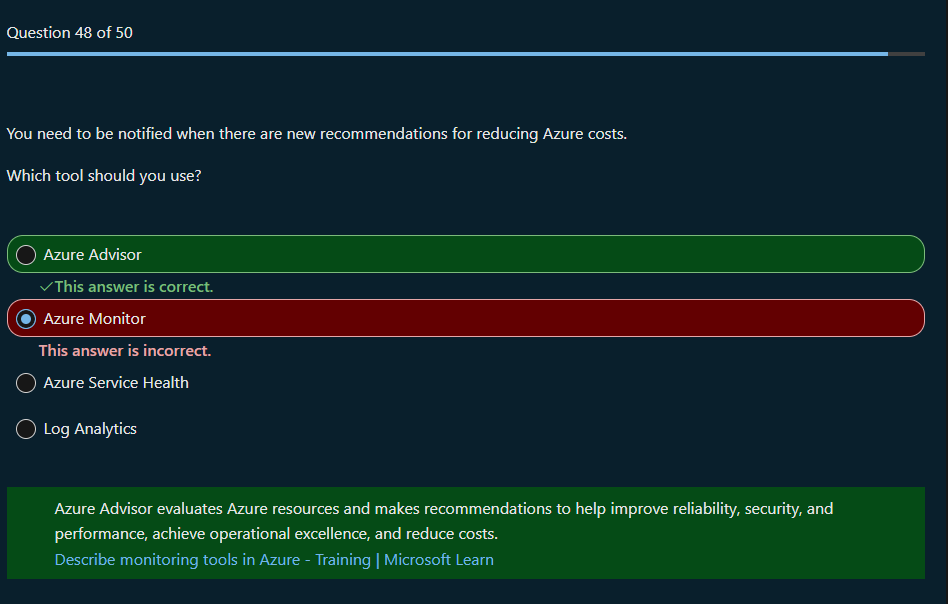 Question 48 of 50
You need to be notified when there are new recommendations for reducing Azure costs.
Which tool should you use?
Azure Advisor
This answer is correct.
Azure Monitor
This answer is incorrect.
Azure Service Health
Log Analytics
Azure Advisor evaluates Azure resources and makes recommendations to help improve reliability, security, and
performance, achieve operational excellence, and reduce costs.
Describe monitoring tools in Azure - Training | Microsoft Learn